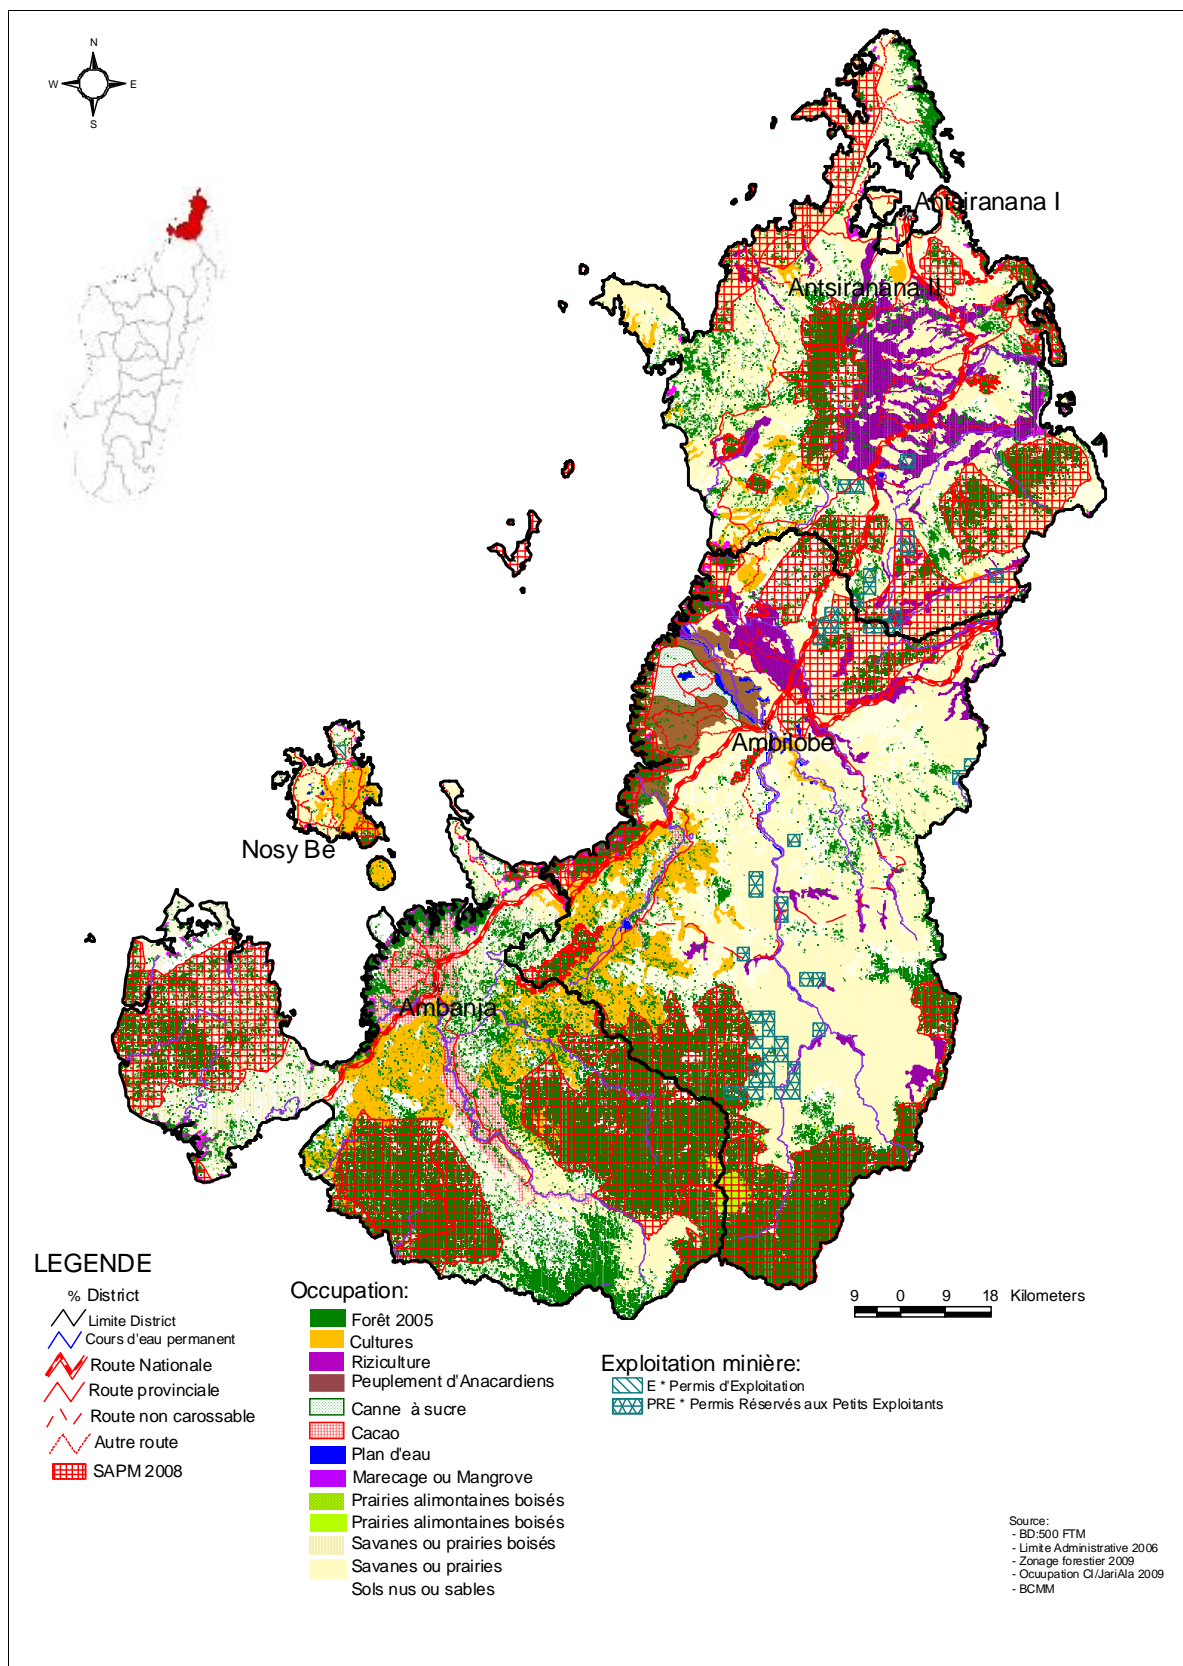 N
W
E
S
Antsiranana I
Antsiranana II
Ambilobe
Nosy Be
Ambanja
LEGENDE
% District
Limite District
Cours d'eau permanent
Route Nationale
Route provinciale
Route non carossable
Autre route
SAPM 2008
Occupation:
Forêt 2005
Cultures
Riziculture
Peuplement d'Anacardiens
Canne à sucre
Cacao
Plan d'eau
Marecage ou Mangrove
Prairies alimontaines boisés
Prairies alimontaines boisés
Savanes ou prairies boisés
Savanes ou prairies
Sols nus ou sables
Exploitation minière:
E * Permis d'Exploitation
PRE * Permis Réservés aux Petits Exploitants
9 0 9 18 Kilometers
Source:
- BD:500 FTM
- Limite Administrative 2006
- Zonage forestier 2009
- Ocuupation CI/JariAla 2009
- BCMM